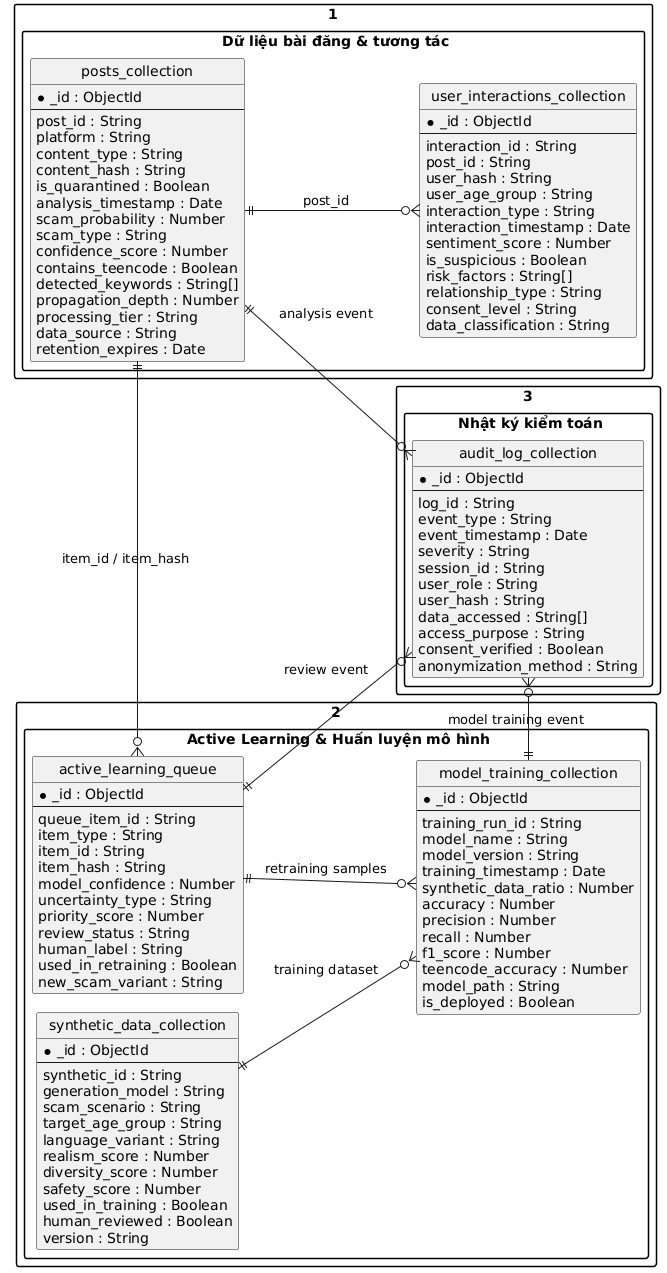 1
Dữ liệu bài đăng & tương tác
posts_collection
_id : ObjectId
post_id : String
platform : String
content_type : String
content_hash : String
is_quarantined : Boolean
analysis_timestamp : Date
scam_probability : Number
scam_type : String
confidence_score : Number
contains_teencode : Boolean
detected_keywords : String[]
propagation_depth : Number
processing_tier : String
data_source : String
retention_expires : Date
user_interactions_collection
_id : ObjectId
interaction_id : String
post_id : String
user_hash : String
user_age_group : String
interaction_type : String
interaction_timestamp : Date
sentiment_score : Number
is_suspicious : Boolean
risk_factors : String[]
relationship_type : String
consent_level : String
data_classification : String
post_id
analysis event
3
Nhật ký kiểm toán
audit_log_collection
_id : ObjectId
log_id : String
event_type : String
event_timestamp : Date
severity : String
session_id : String
user_role : String
user_hash : String
data_accessed : String[]
access_purpose : String
consent_verified : Boolean
anonymization_method : String
item_id / item_hash
review event
model training event
2
Active Learning & Huấn luyện mô hình
active_learning_queue
_id : ObjectId
queue_item_id : String
item_type : String
item_id : String
item_hash : String
model_confidence : Number
uncertainty_type : String
priority_score : Number
review_status : String
human_label : String
used_in_retraining : Boolean
new_scam_variant : String
model_training_collection
_id : ObjectId
training_run_id : String
model_name : String
model_version : String
training_timestamp : Date
synthetic_data_ratio : Number
accuracy : Number
precision : Number
recall : Number
f1_score : Number
teencode_accuracy : Number
model_path : String
is_deployed : Boolean
retraining samples
training dataset
synthetic_data_collection
_id : ObjectId
synthetic_id : String
generation_model : String
scam_scenario : String
target_age_group : String
language_variant : String
realism_score : Number
diversity_score : Number
safety_score : Number
used_in_training : Boolean
human_reviewed : Boolean
version : String